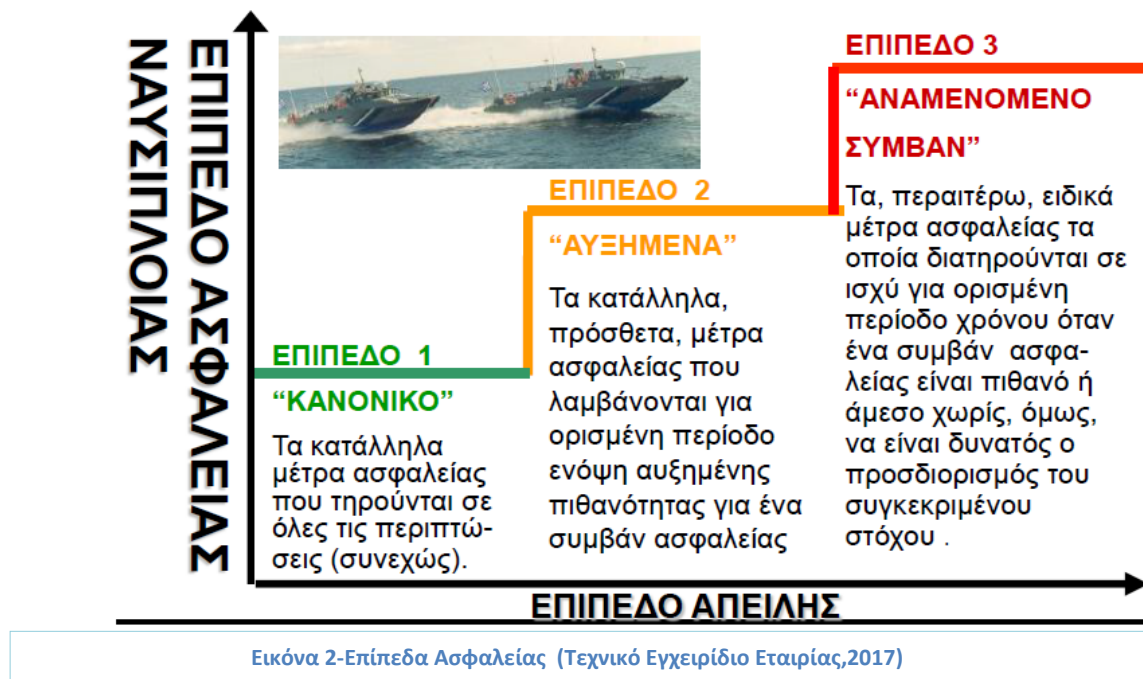 ΕΠΙΠΕΔΟ ΑΣΦΑΛΕΙΑΣ
ΝΑΥΣΙΠΛΟΙΑΣ
ΕΠΙΠΕΔΟ 1
“ΚΑΝΟΝΙΚΟ”
Τα κατάλληλα
μέτρα ασφαλείας
που τηρούνται σε
όλες τις περιπτώ-
σεις (συνεχώς).
ΕΠΙΠΕΔΟ 2
“ΑΥΞΗΜΕΝΑ”
Τα κατάλληλα,
πρόσθετα, μέτρα
ασφαλείας που
λαμβάνονται για
ορισμένη περίοδο
ενόψη αυξημένης
πιθανότητας για ένα
συμβάν ασφαλείας
ΕΠΙΠΕΔΟ 3
“ΑΝΑΜΕΝΟΜΕΝΟ
ΣΥΜΒΑΝ”
Τα, περαιτέρω, ειδικά
μέτρα ασφαλείας τα
οποία διατηρούνται σε
ισχύ για ορισμένη
περίοδο χρόνου όταν
ένα συμβάν ασφα-
λείας είναι πιθανό ή
άμεσο χωρίς, όμως,
να είναι δυνατός ο
προσδιορισμός του
συγκεκριμένου
στόχου .
ΕΠΙΠΕΔΟ ΑΠΕΙΛΗΣ
Εικόνα 2-Επίπεδα Ασφαλείας (Τεχνικό Εγχειρίδιο Εταιρίας,2017)